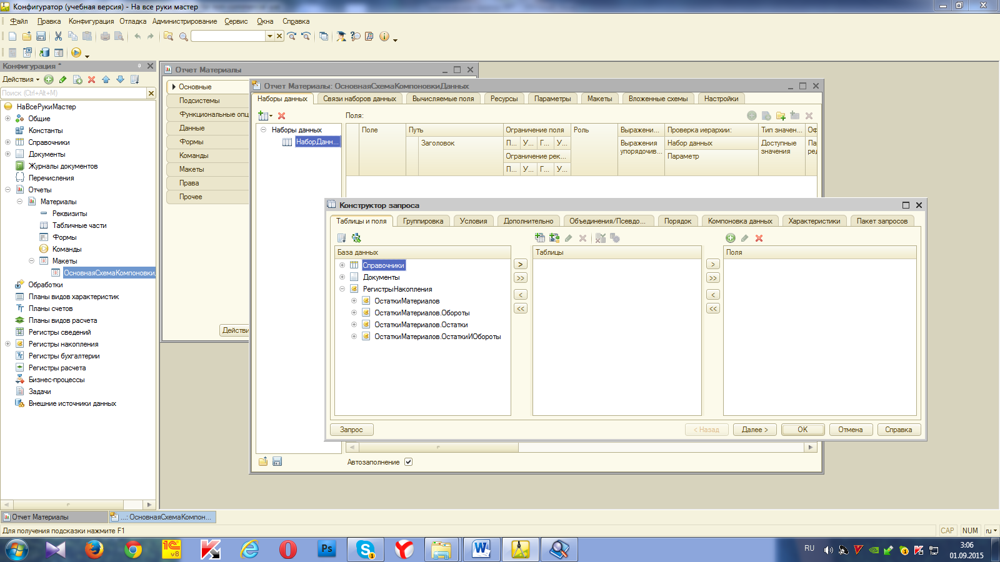 Конфигуратор (учебная версия) - На все руки мастер
Файл Правка Конфигурация Отладка Администрирование Сервис Окна Справка
Конфигурация *
Действия
Поиск (Ctrl+Alt+M)
НаВсеРукиМастер
Общие
Константы
Справочники
Документы
Журналы документов
Перечисления
Отчеты
Материалы
Реквизиты
Табличные части
Формы
Команды
Макеты
ОсновнаяСхемаКомпоновки
Обработки
Планы видов характеристик
Планы счетов
Планы видов расчета
Регистры сведений
Регистры накопления
Регистры бухгалтерии
Регистры расчета
Бизнес-процессы
Задачи
Внешние источники данных
Отчет Материалы
Основные
Подсистемы
Функциональные опц
Данные
Формы
Команды
Макеты
Права
Прочее
Действи
Отчет Материалы: ОсновнаяСхемаКомпоновкиДанных
Наборы данных Связи наборов данных Вычисляемые поля Ресурсы Параметры Макеты Вложенные схемы Настройки
Поля:
Наборы данных
НаборДанн...
Поле Путь Ограничение поля Роль Выражени... Проверка иерархии: Тип значен... Оф
Заголовок П... У... Г... У... Выражения упорядочив... Набор данных Доступные значения Па ред
Ограничение рек... Параметр
П... У... Г... У...
Автозаполнение
Конструктор запроса
Таблицы и поля Группировка Условия Дополнительно Объединения/Псевдо... Порядок Компоновка данных Характеристики Пакет запросов
База данных Таблицы Поля
Справочники
Документы
РегистрыНакопления
ОстаткиМатериалов
ОстаткиМатериалов.Обороты
ОстаткиМатериалов.Остатки
ОстаткиМатериалов.ОстаткиИОбороты
> >
>> >>
< <
<< <<
Запрос < Назад Далее > OK Отмена Справка
Отчет Материалы ...: ОсновнаяСхемаКомпон...
Для получения подсказки нажмите F1 CAP NUM ru
1С v8 Ps RU 3:06
01.09.2015